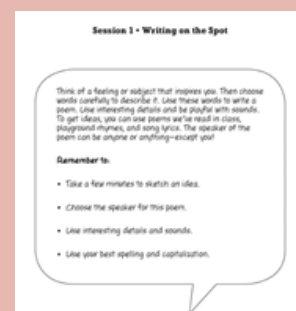 Session 1 • Writing on the Spot
Think of a feeling or subject that inspires you. Then choose
words carefully to describe it. Use these words to write a
poem. Use interesting details and be playful with sounds.
To get ideas, you can use poems we've read in class,
playground rhymes, and song lyrics. The speaker of the
poem can be anyone or anything—except you!
Remember to:
• Take a few minutes to sketch an idea.
• Choose the speaker for this poem.
• Use interesting details and sounds.
• Use your best spelling and capitalization.